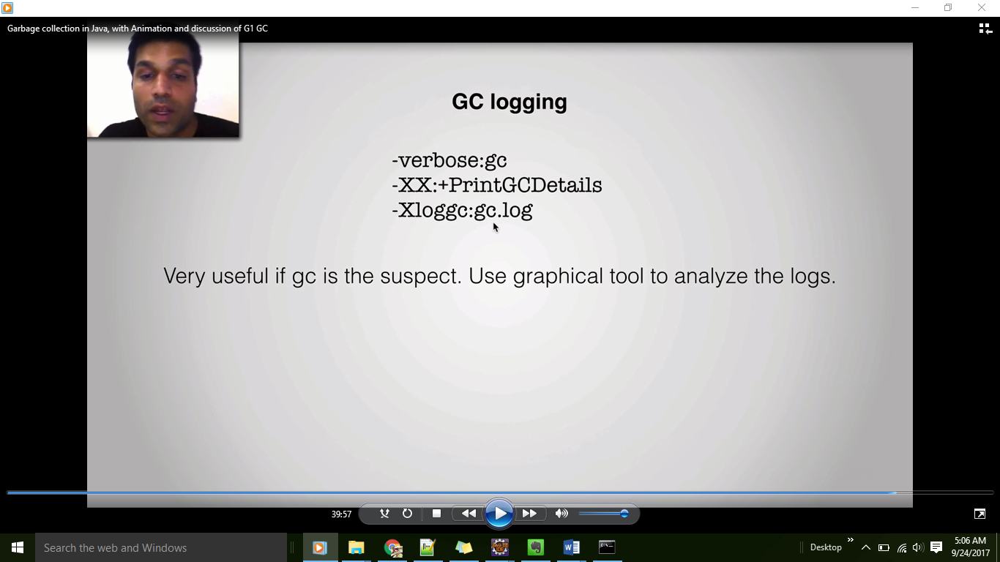 Garbage collection in Java, with Animation and discussion of G1 GC
GC logging
-verbose:gc
-XX:+PrintGCDetails
-Xloggc:gc.log
Very useful if gc is the suspect. Use graphical tool to analyze the logs.
39:57
Search the web and Windows
Desktop
5:06 AM
9/24/2017